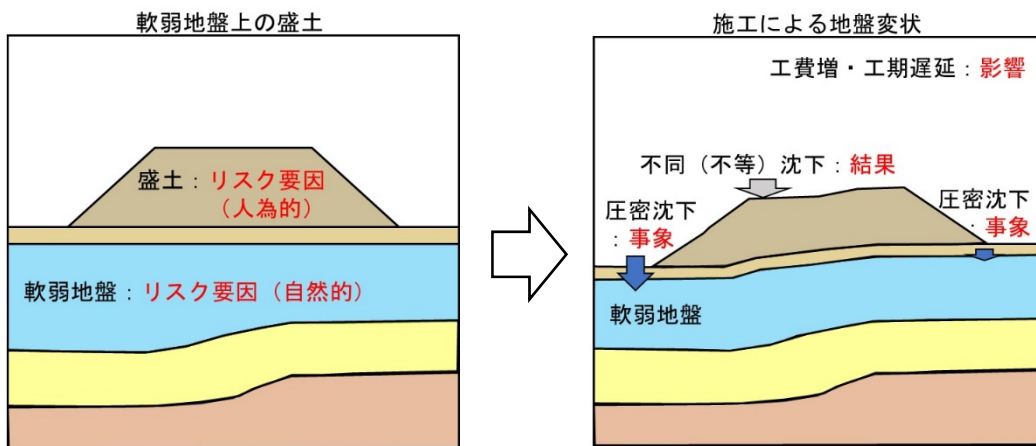 軟弱地盤上の盛土
盛土：リスク要因
（人為的）
軟弱地盤：リスク要因（自然的）
施工による地盤変状
工費増・工期遅延：影響
不同（不等）沈下：結果
圧密沈下
：事象
圧密沈下
：事象
軟弱地盤